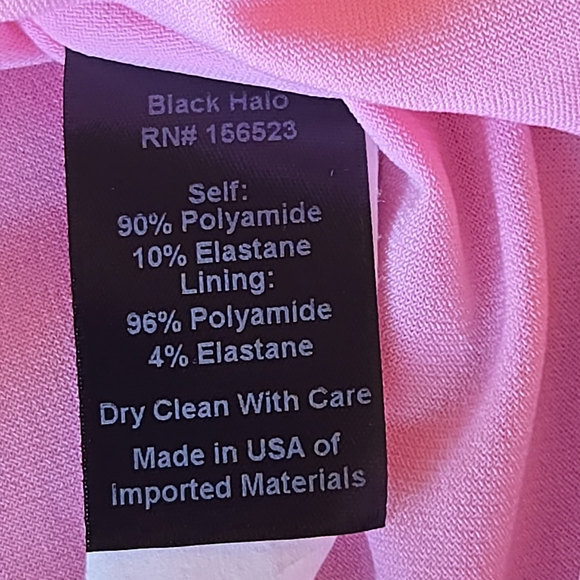 Black Halo
RN# 156523
Self:
90% Polyamide
10% Elastane
Lining:
96% Polyamide
4% Elastane
Dry Clean With Care
Made in USA of
Imported Materials